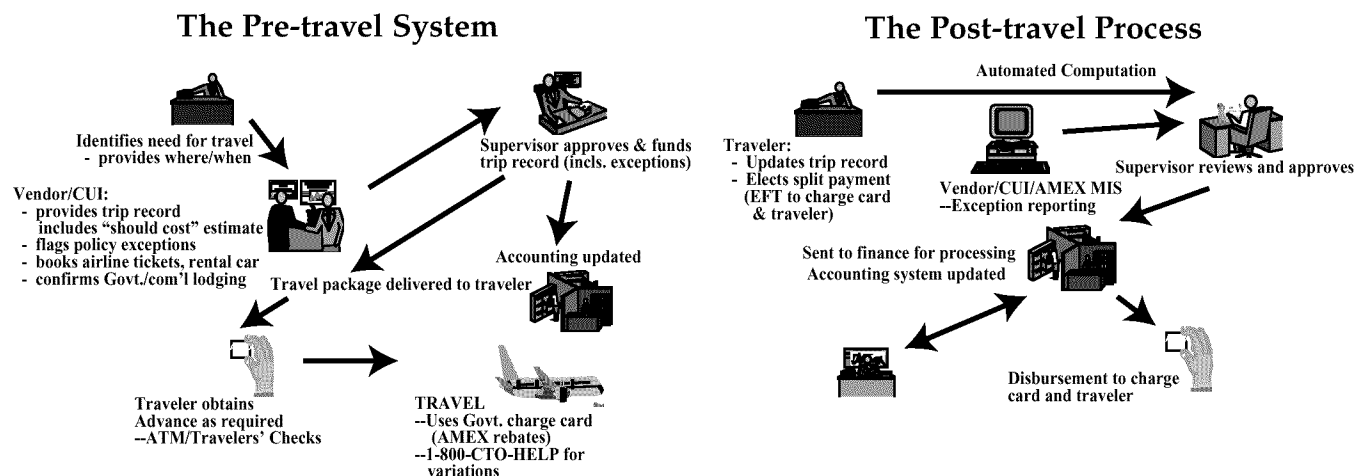 The Pre-travel System
Identifies need for travel
- provides where/when
Vendor/CUI:
- provides trip record
includes “should cost” estimate
- flags policy exceptions
- books airline tickets, rental car
- confirms Govt./com’l lodging
Supervisor approves & funds
trip record (incls. exceptions)
Accounting updated
Travel package delivered to traveler
Traveler obtains
Advance as required
--ATM/Travelers’ Checks
TRAVEL
--Uses Govt. charge card
(AMEX rebates)
--1-800-CTO-HELP for
variations
The Post-travel Process
Automated Computation
Traveler:
- Updates trip record
- Elects split payment
(EFT to charge card
& traveler)
Vendor/CUI/AMEX MIS
--Exception reporting
Supervisor reviews and approves
Sent to finance for processing
Accounting system updated
Disbursement to charge
card and traveler